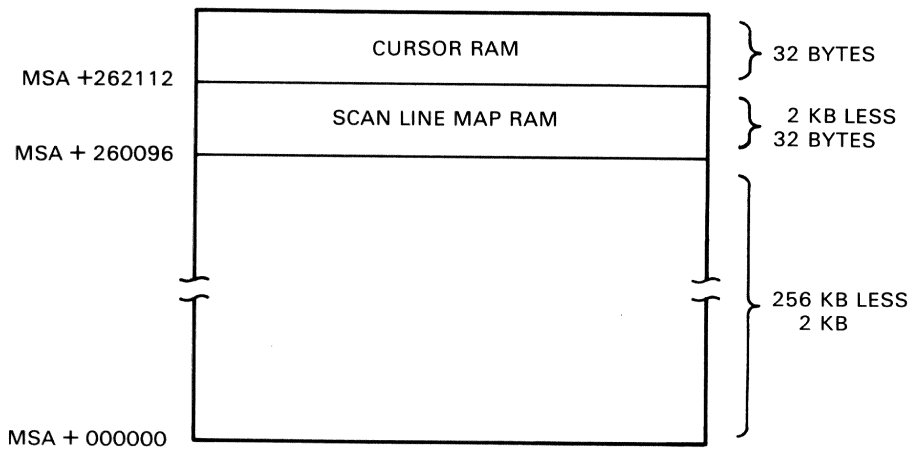 CURSOR RAM
32 BYTES
MSA +262112
SCAN LINE MAP RAM
2 KB LESS
32 BYTES
MSA + 260096
256 KB LESS
2 KB
MSA + 000000